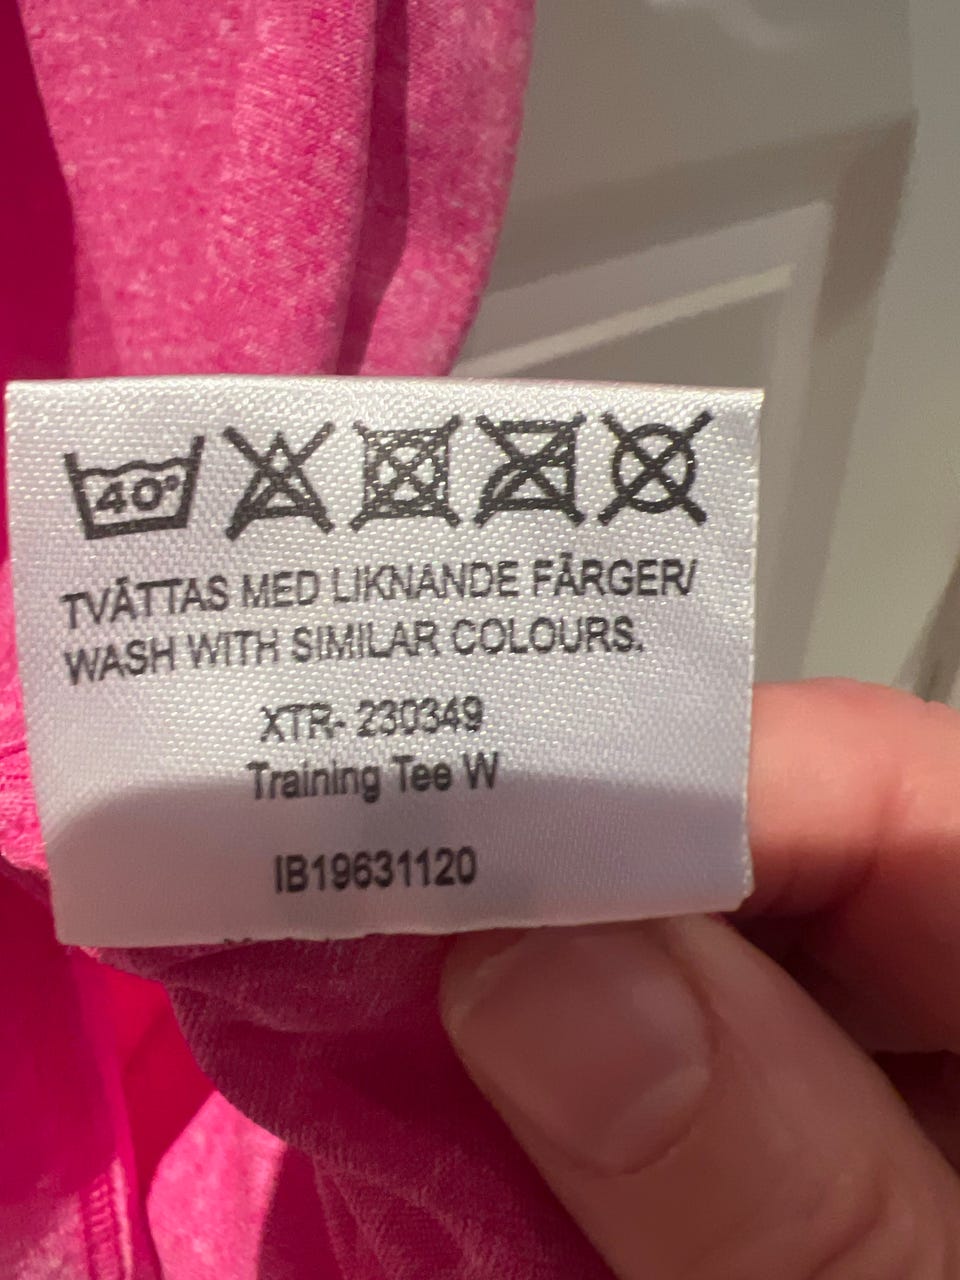 40°
TVÄTTAS MED LIKNANDE FÄRGER/
WASH WITH SIMILAR COLOURS.
XTR- 230349
Training Tee W
IB19631120